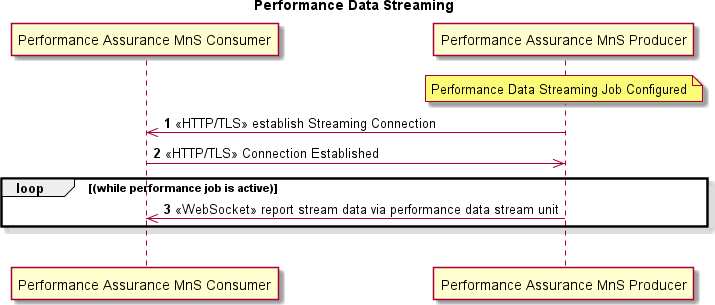 Performance Data Streaming
Performance Assurance MnS Consumer
Performance Assurance MnS Producer
Performance Data Streaming Job Configured
1 «HTTP/TLS» establish Streaming Connection
2 «HTTP/TLS» Connection Established
loop [(while performance job is active)]
3 «WebSocket» report stream data via performance data stream unit
Performance Assurance MnS Consumer
Performance Assurance MnS Producer